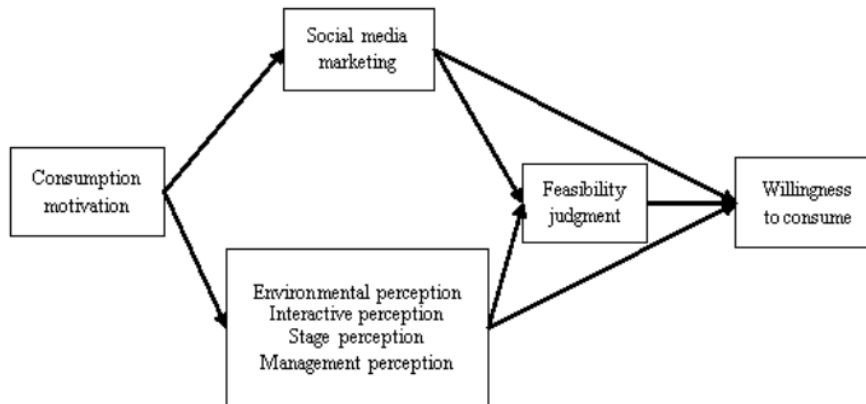 Social media
marketing
Consumption
motivation
Feasibility
judgment
Willingness
to consume
Environmental perception
Interactive perception
Stage perception
Management perception